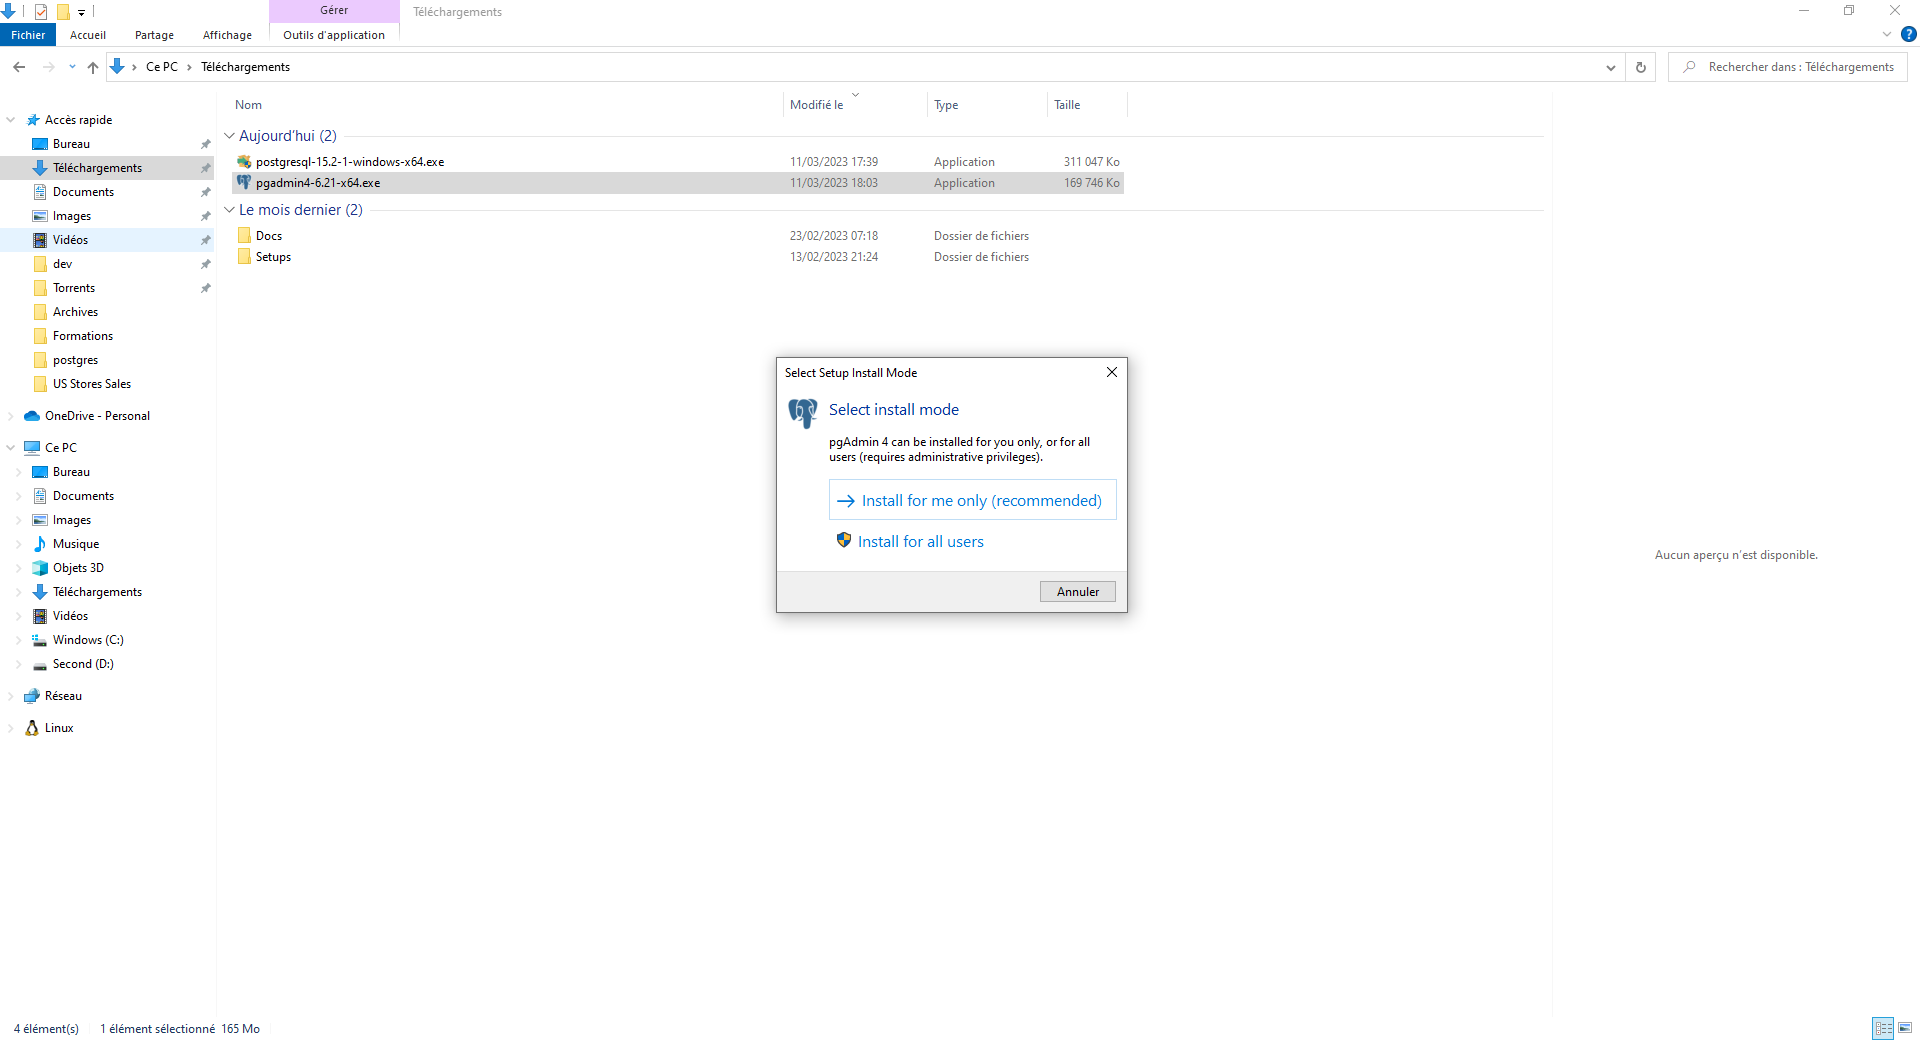 Gérer
Téléchargements
Fichier
Accueil
Partage
Affichage
Outils d'application
Ce PC
Téléchargements
Rechercher dans : Téléchargements
Nom
Modifié le
Type
Taille
Accès rapide
Bureau
Téléchargements
Documents
Images
Vidéos
dev
Torrents
Archives
Formations
postgres
US Stores Sales
OneDrive - Personal
Ce PC
Bureau
Documents
Images
Musique
Objets 3D
Téléchargements
Vidéos
Windows (C:)
Second (D:)
Réseau
Linux
Aujourd'hui (2)
postgresql-15.2-1-windows-x64.exe 11/03/2023 17:39 Application 311 047 Ko
pgadmin4-6.21-x64.exe 11/03/2023 18:03 Application 169 746 Ko
Le mois dernier (2)
Docs 23/02/2023 07:18 Dossier de fichiers
Setups 13/02/2023 21:24 Dossier de fichiers
Select Setup Install Mode
Select install mode
pgAdmin 4 can be installed for you only, or for all
users (requires administrative privileges).
Install for me only (recommended)
Install for all users
Annuler
Aucun aperçu n'est disponible.
4 élément(s) 1 élément sélectionné 165 Mo